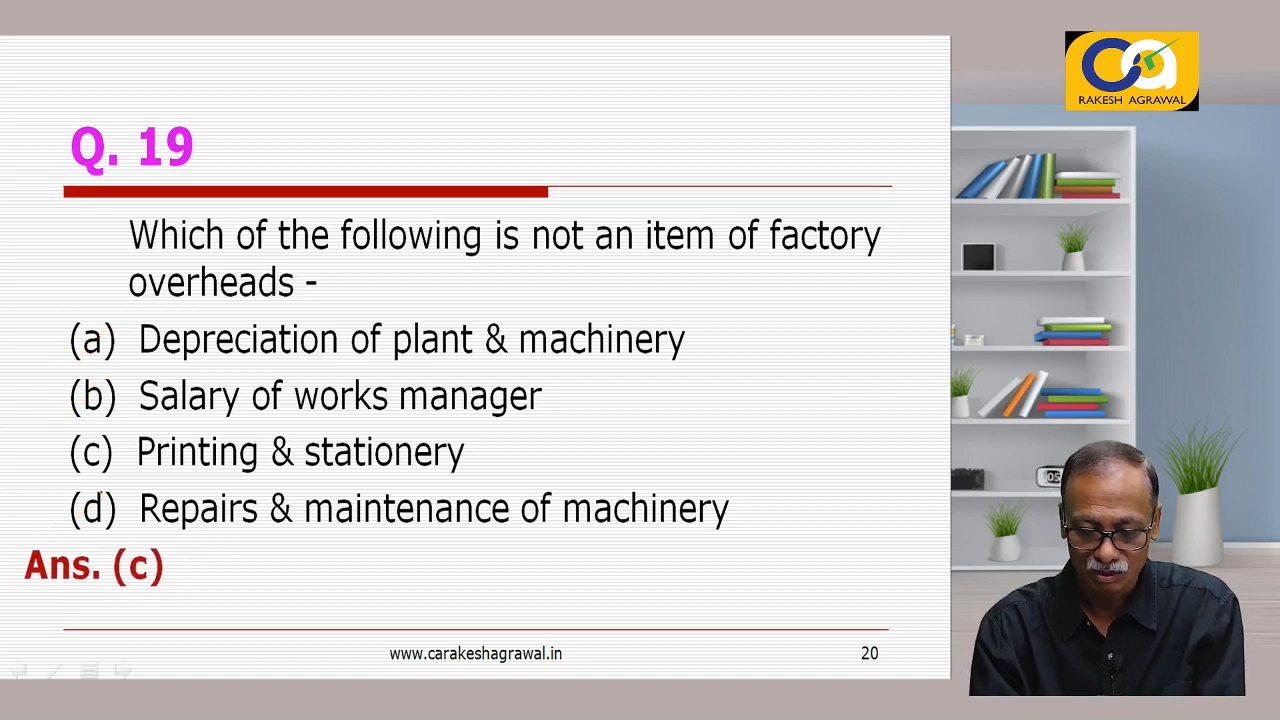 Ca
RAKESH AGRAWAL
Q. 19
Which of the following is not an item of factory
overheads -
(a) Depreciation of plant & machinery
(b) Salary of works manager
(c) Printing & stationery
(d) Repairs & maintenance of machinery
Ans. (c)
www.carakeshagrawal.in
20